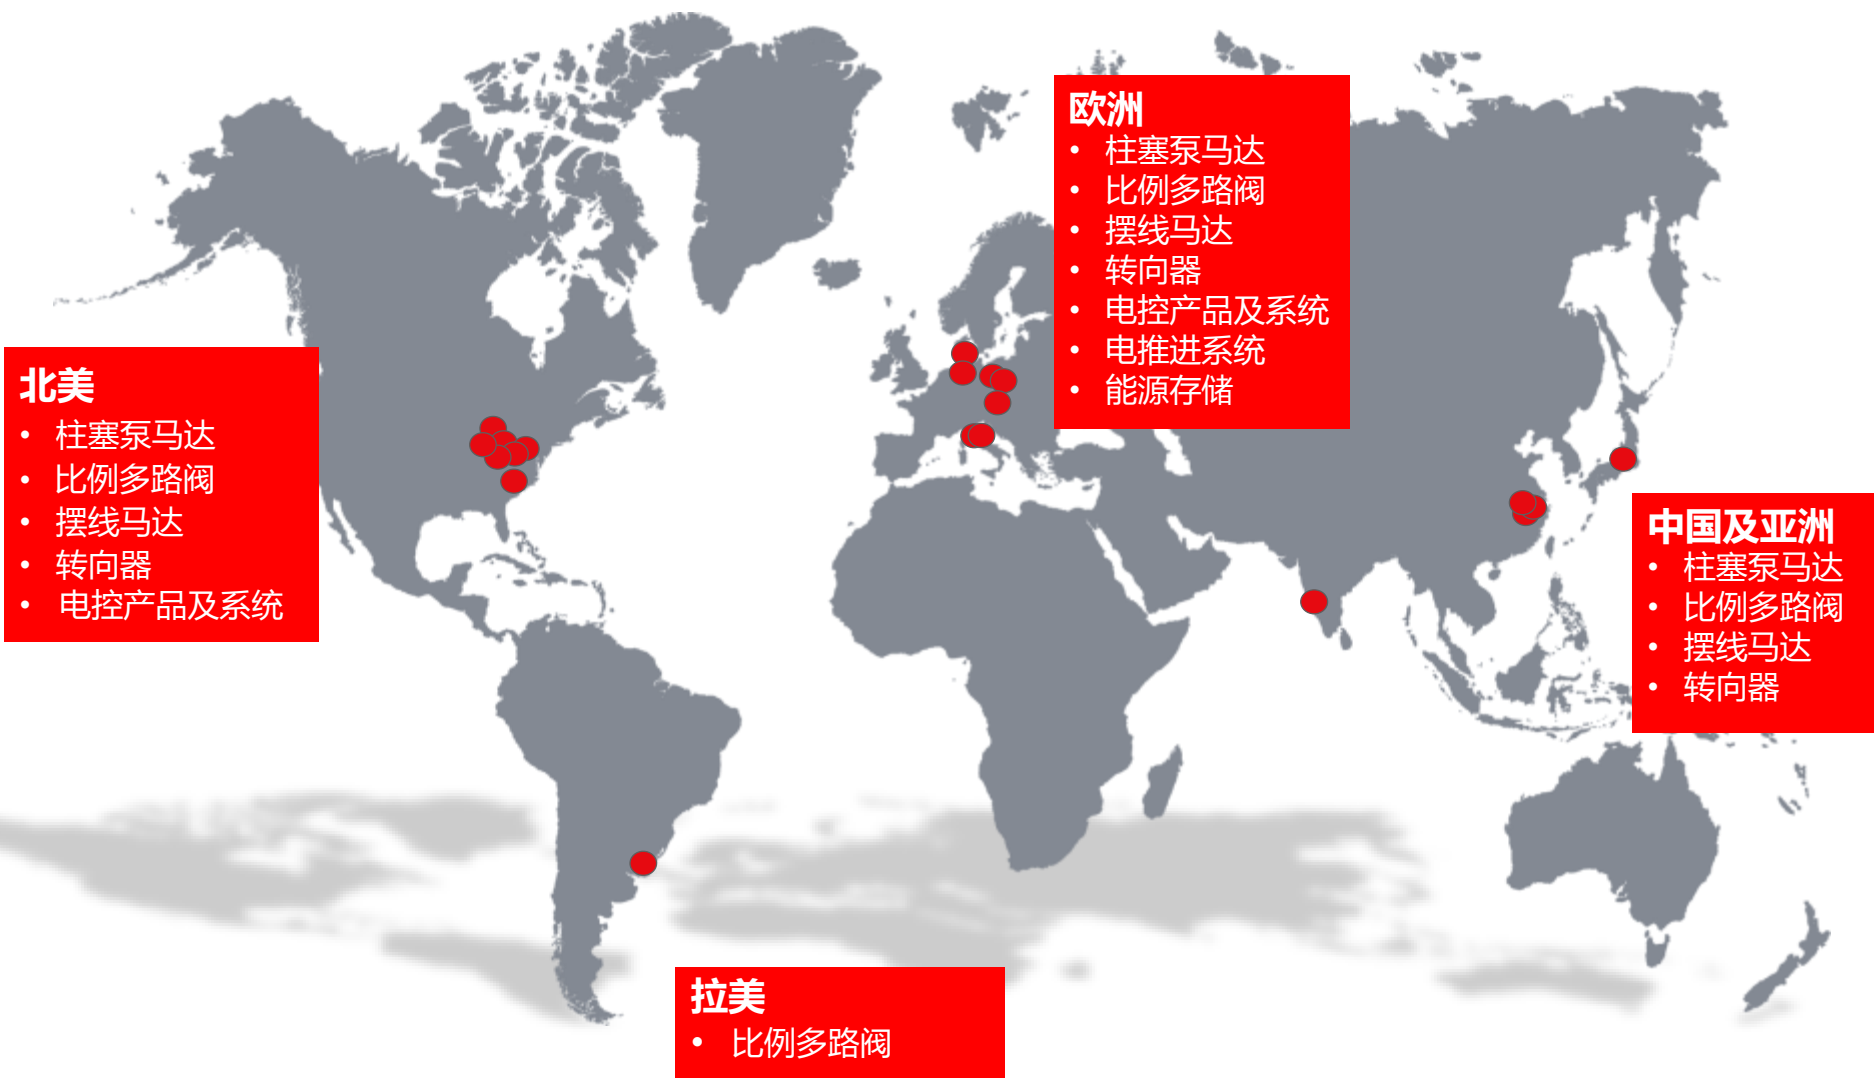 欧洲
• 柱塞泵马达
• 比例多路阀
• 摆线马达
• 转向器
• 电控产品及系统
• 电推进系统
• 能源存储
北美
• 柱塞泵马达
• 比例多路阀
• 摆线马达
• 转向器
• 电控产品及系统
中国及亚洲
• 柱塞泵马达
• 比例多路阀
• 摆线马达
• 转向器
拉美
• 比例多路阀